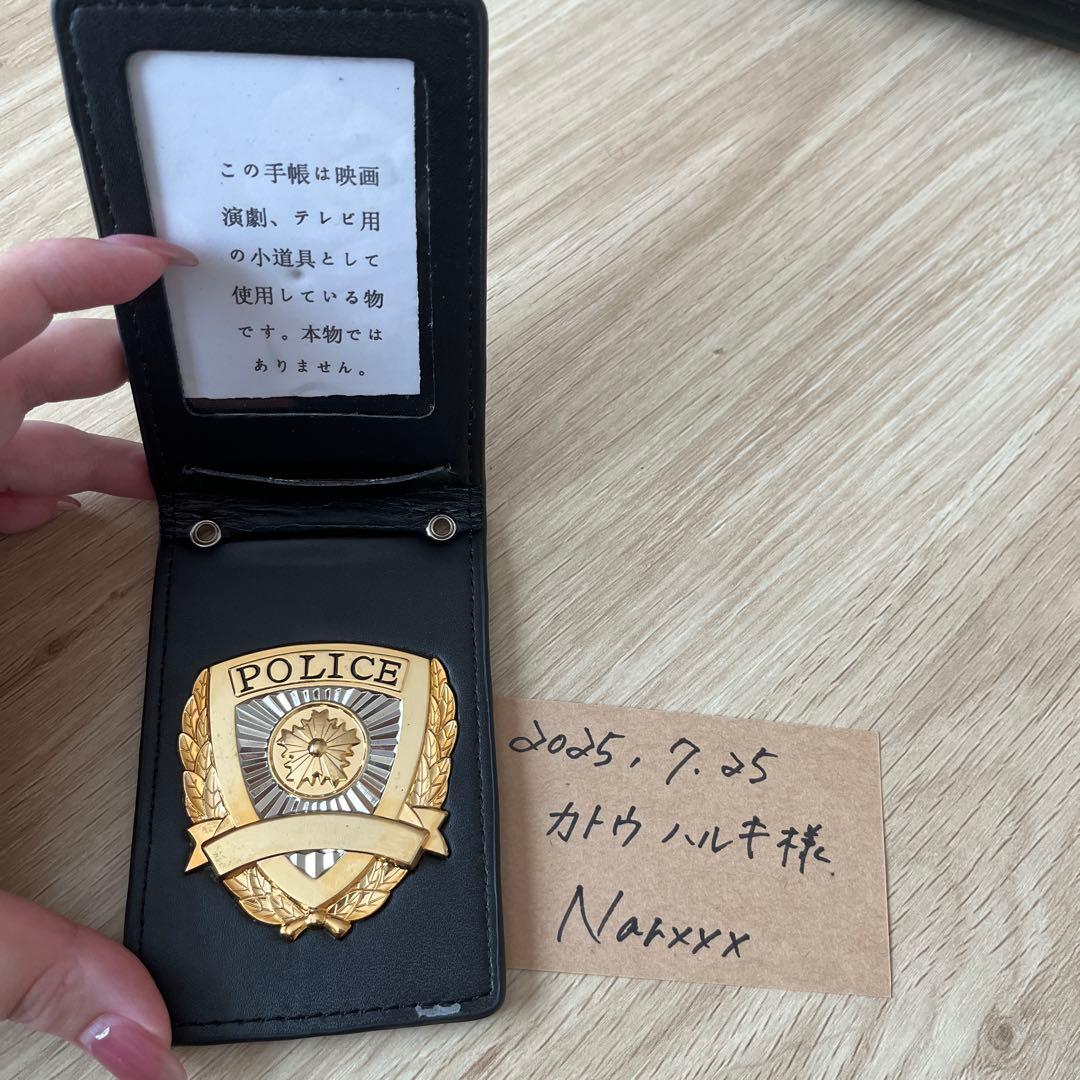 この手帳は映画
演劇、テレビ用
の小道具として
使用している物
です。本物では
ありません。
POLICE
2025.7.25
カトウハルキ様
Narxxx